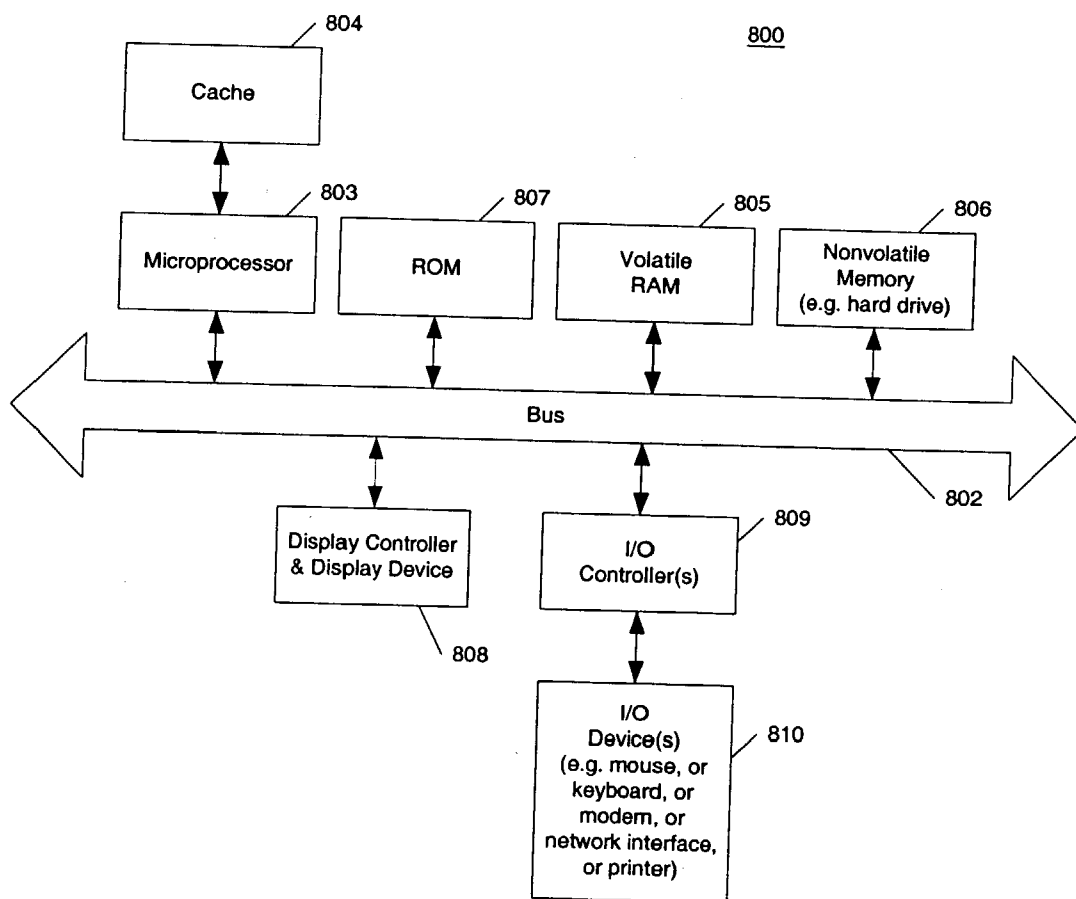 804
800
Cache
803
807
805
806
Microprocessor
ROM
Volatile
RAM
Nonvolatile
Memory
(e.g. hard drive)
Bus
802
Display Controller
& Display Device
808
809
I/O
Controller(s)
I/O
Device(s)
(e.g. mouse, or
keyboard, or
modem, or
network interface,
or printer)
810